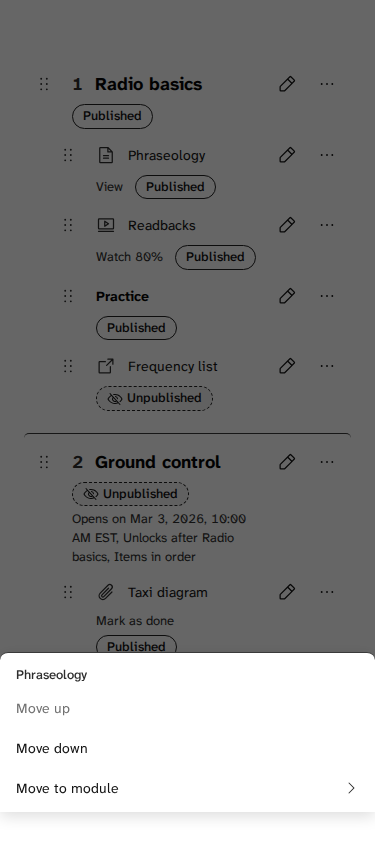 1 Radio basics
Published
Phraseology
View Published
Readbacks
Watch 80% Published
Practice
Published
Frequency list
Unpublished
2 Ground control
Unpublished
Opens on Mar 3, 2026, 10:00
AM EST, Unlocks after Radio
basics, Items in order
Taxi diagram
Mark as done
Published
Phraseology
Move up
Move down
Move to module